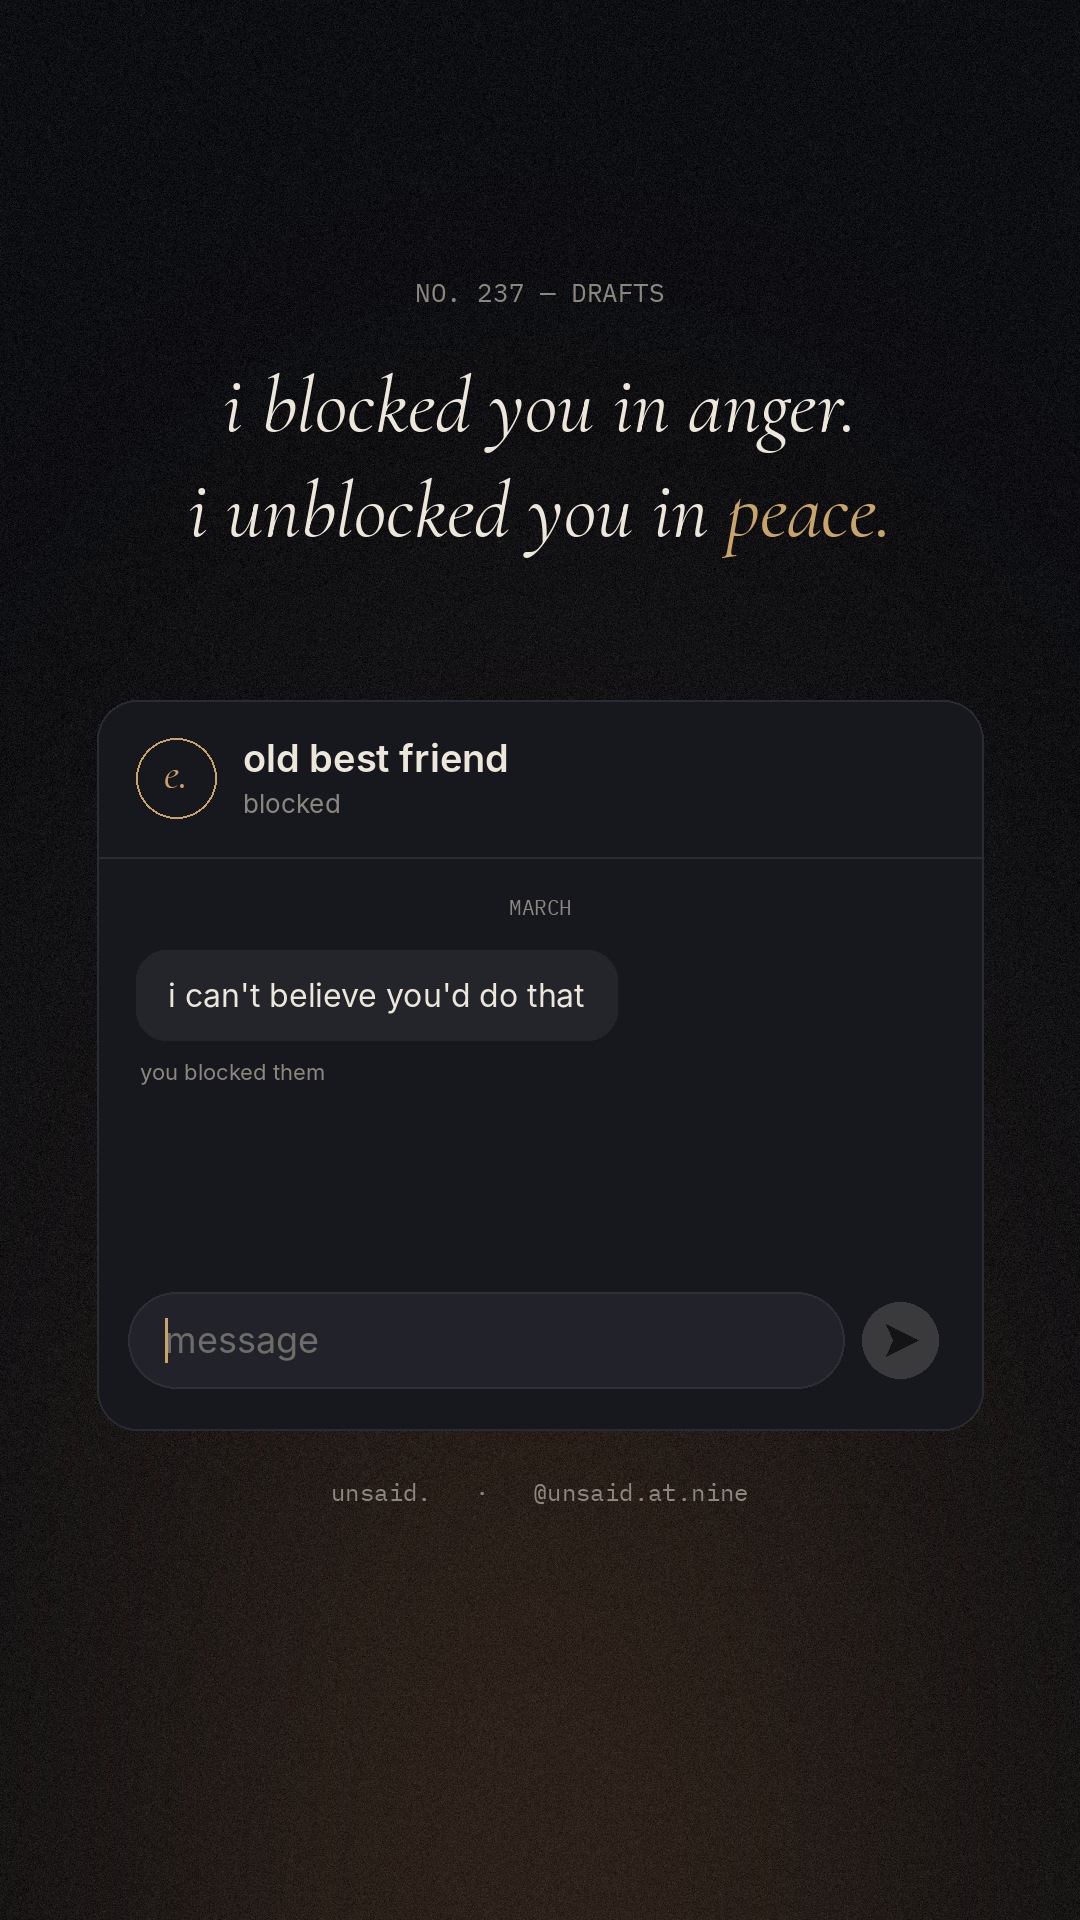 NO. 237 — DRAFTS
i blocked you in anger.
i unblocked you in peace.
e.
old best friend
blocked
MARCH
i can't believe you'd do that
you blocked them
message
unsaid. · @unsaid.at.nine